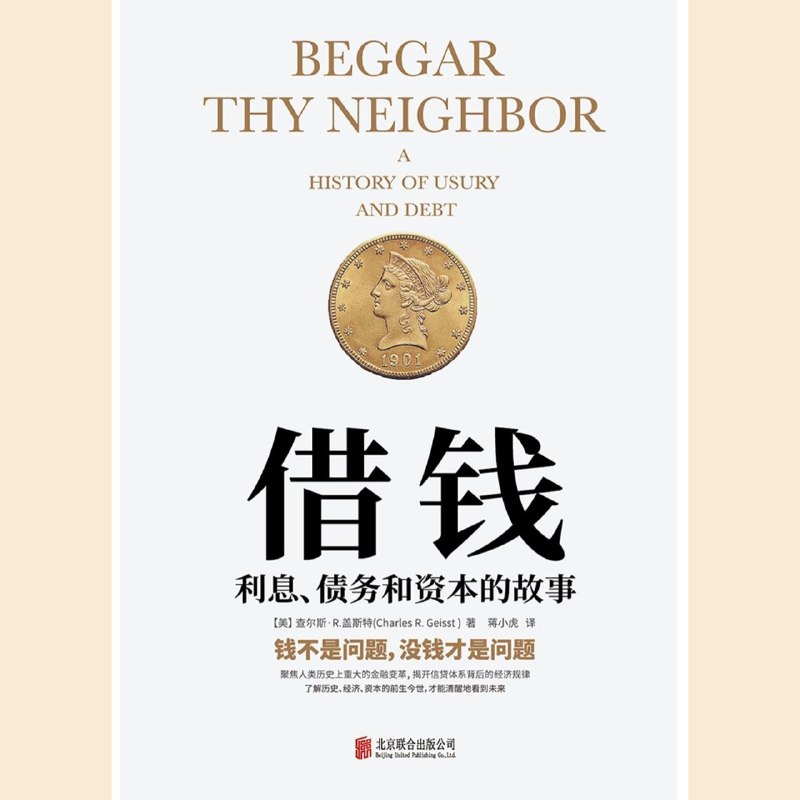 BEGGAR
THY NEIGHBOR
A
HISTORY OF USURY
AND DEBT
1901
借钱
利息、债务和资本的故事
【美】查尔斯·R.盖斯特(Charles R. Geisst) 著 蒋小虎 译
钱不是问题，没钱才是问题
聚焦人类历史上重大的金融变革，揭开信贷体系背后的经济规律
了解历史、经济、资本的前生今世，才能清醒地看到未来
北京联合出版公司
Beijing United Publishing Co.,Ltd.